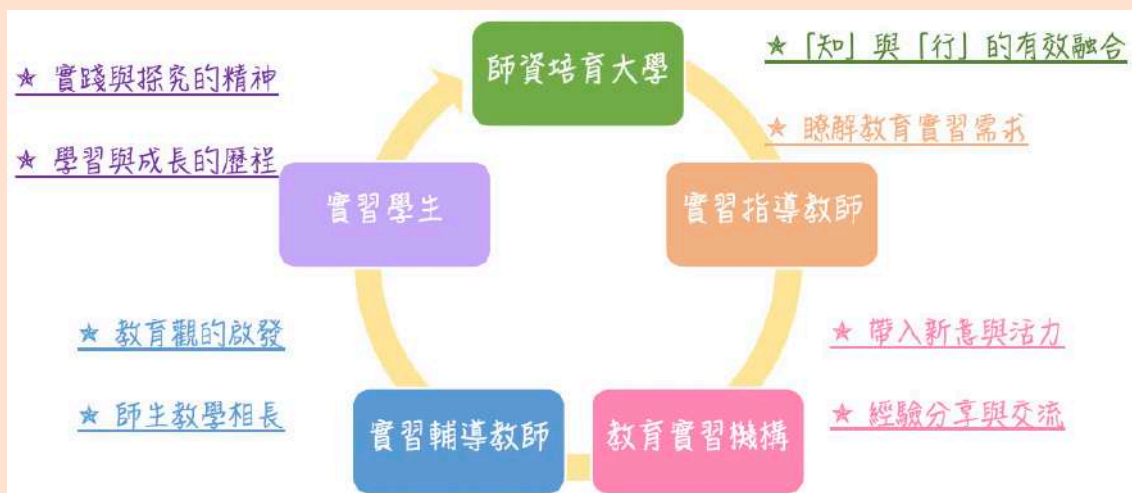 師資培育大學
★「知」與「行」的有效融合
★ 瞭解教育實習需求
實習指導教師
★ 帶入新意與活力
★ 經驗分享與交流
教育實習機構
實習輔導教師
★ 教育觀的啟發
★ 師生教學相長
實習學生
★ 實踐與探究的精神
★ 學習與成長的歷程